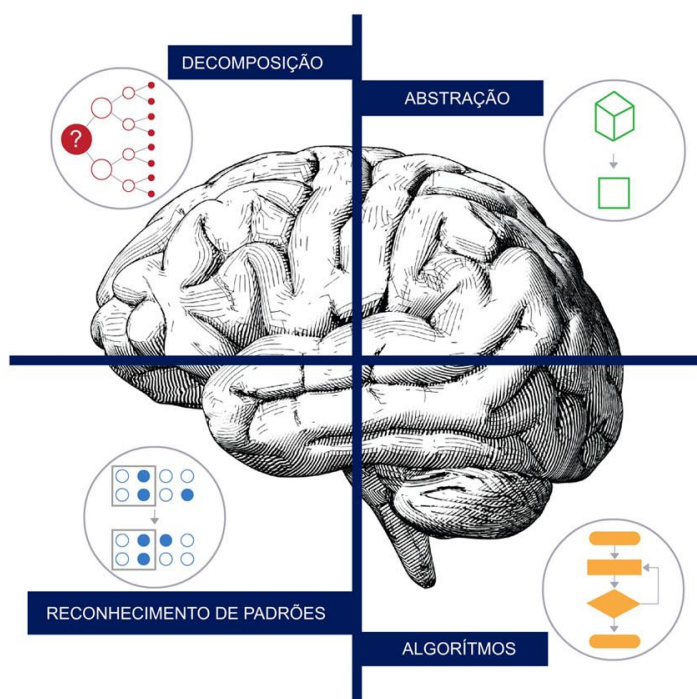 DECOMPOSIÇÃO
ABSTRAÇÃO
?
RECONHECIMENTO DE PADRÕES
ALGORÍTMOS